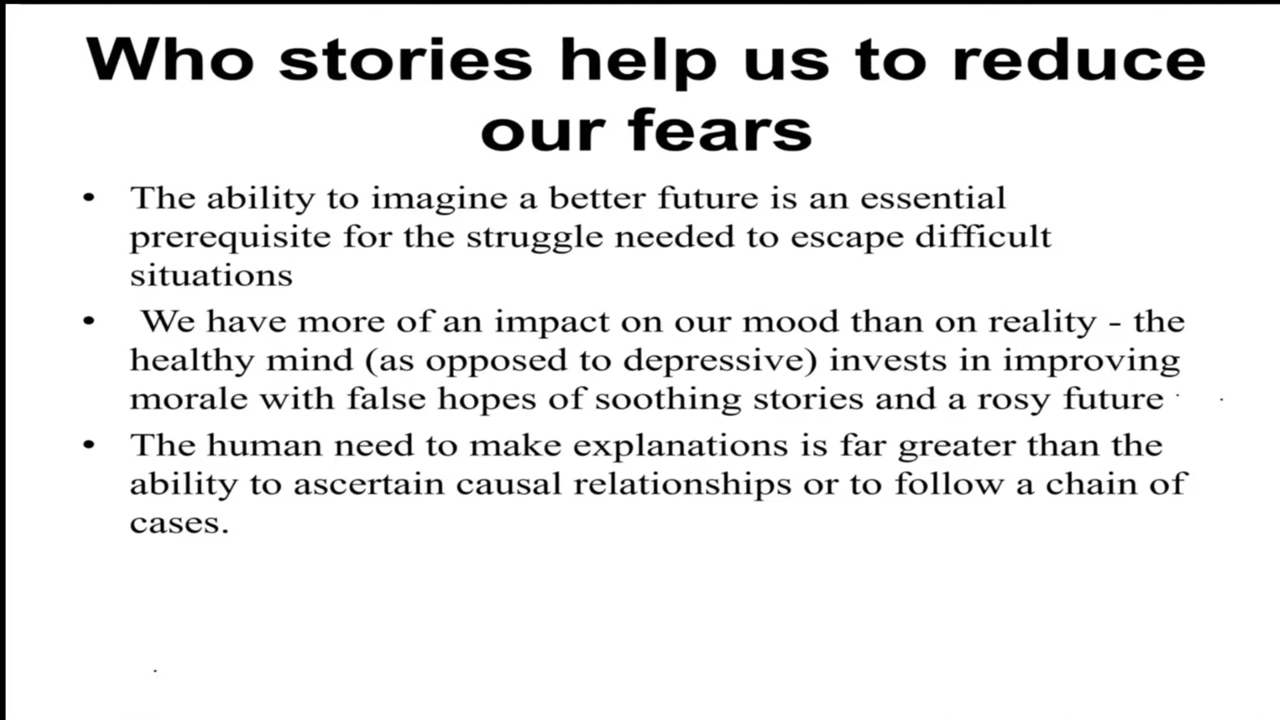 Who stories help us to reduce
our fears
• The ability to imagine a better future is an essential
prerequisite for the struggle needed to escape difficult
situations
• We have more of an impact on our mood than on reality - the
healthy mind (as opposed to depressive) invests in improving
morale with false hopes of soothing stories and a rosy future
• The human need to make explanations is far greater than the
ability to ascertain causal relationships or to follow a chain of
cases.